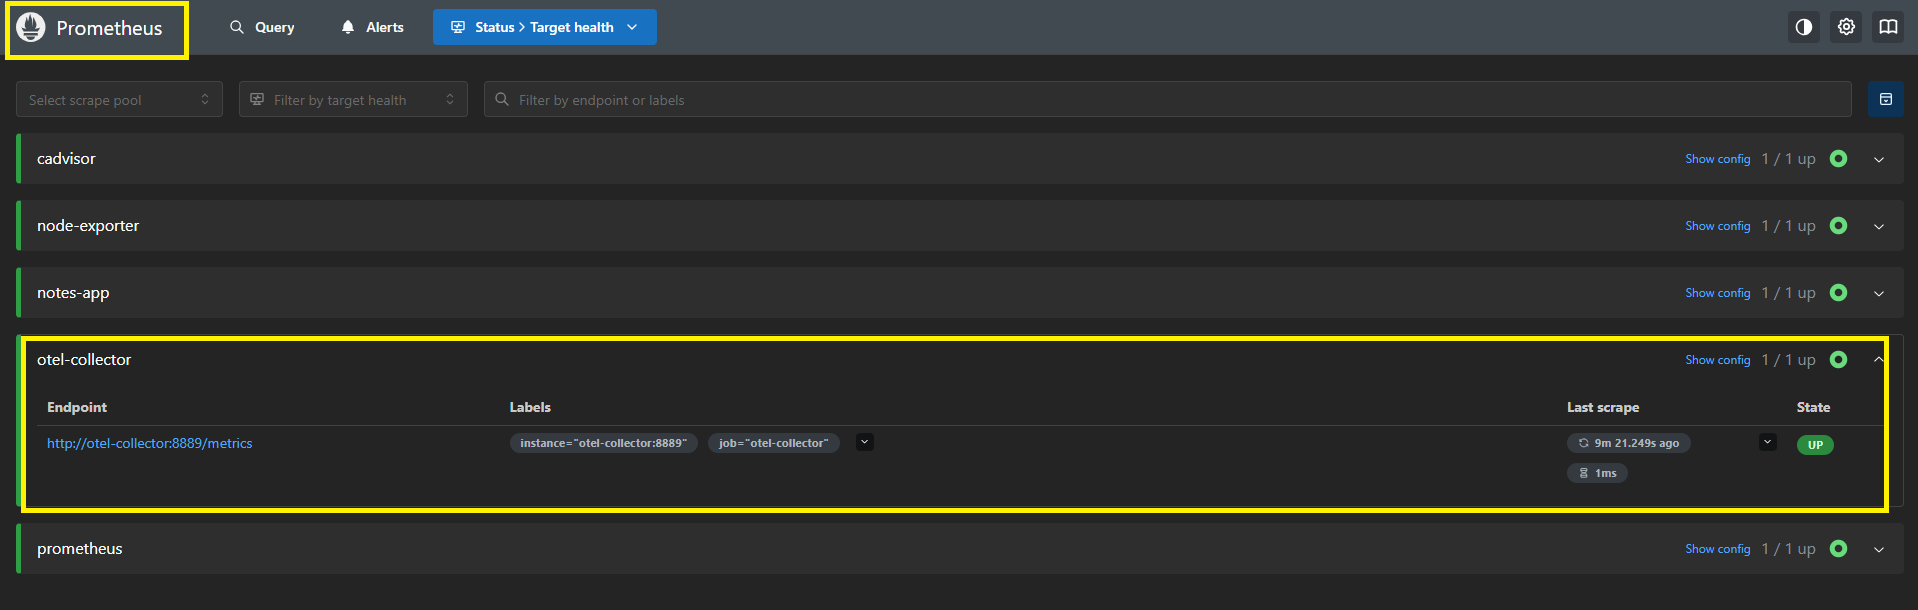 Prometheus Query Alerts Status > Target health
Select scrape pool Filter by target health Filter by endpoint or labels
cadvisor Show config 1 / 1 up
node-exporter Show config 1 / 1 up
notes-app Show config 1 / 1 up
otel-collector Show config 1 / 1 up
Endpoint Labels Last scrape State
http://otel-collector:8889/metrics instance="otel-collector:8889" job="otel-collector" 9m 21.249s ago UP
1ms
prometheus Show config 1 / 1 up